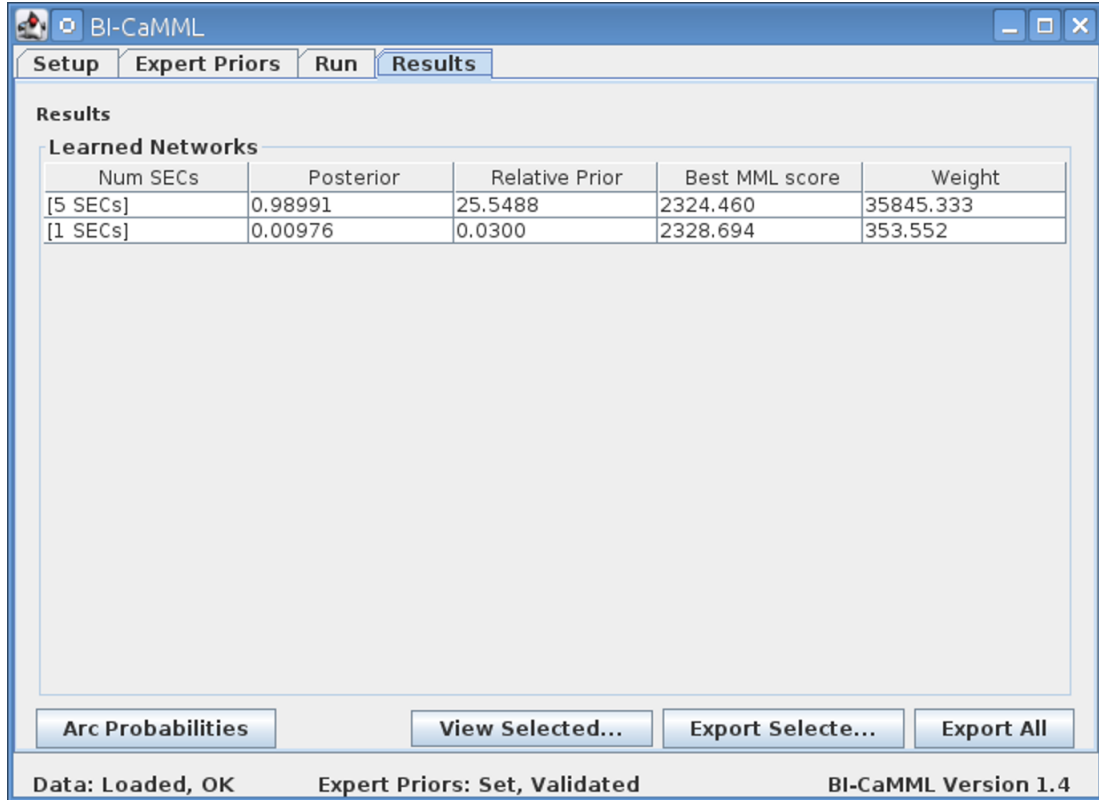 BI-CaMML
Setup Expert Priors Run Results
Results
Learned Networks
Num SECs Posterior Relative Prior Best MML score Weight
[5 SECs] 0.98991 25.5488 2324.460 35845.333
[1 SECs] 0.00976 0.0300 2328.694 353.552
Arc Probabilities View Selected... Export Selecte... Export All
Data: Loaded, OK Expert Priors: Set, Validated BI-CaMML Version 1.4